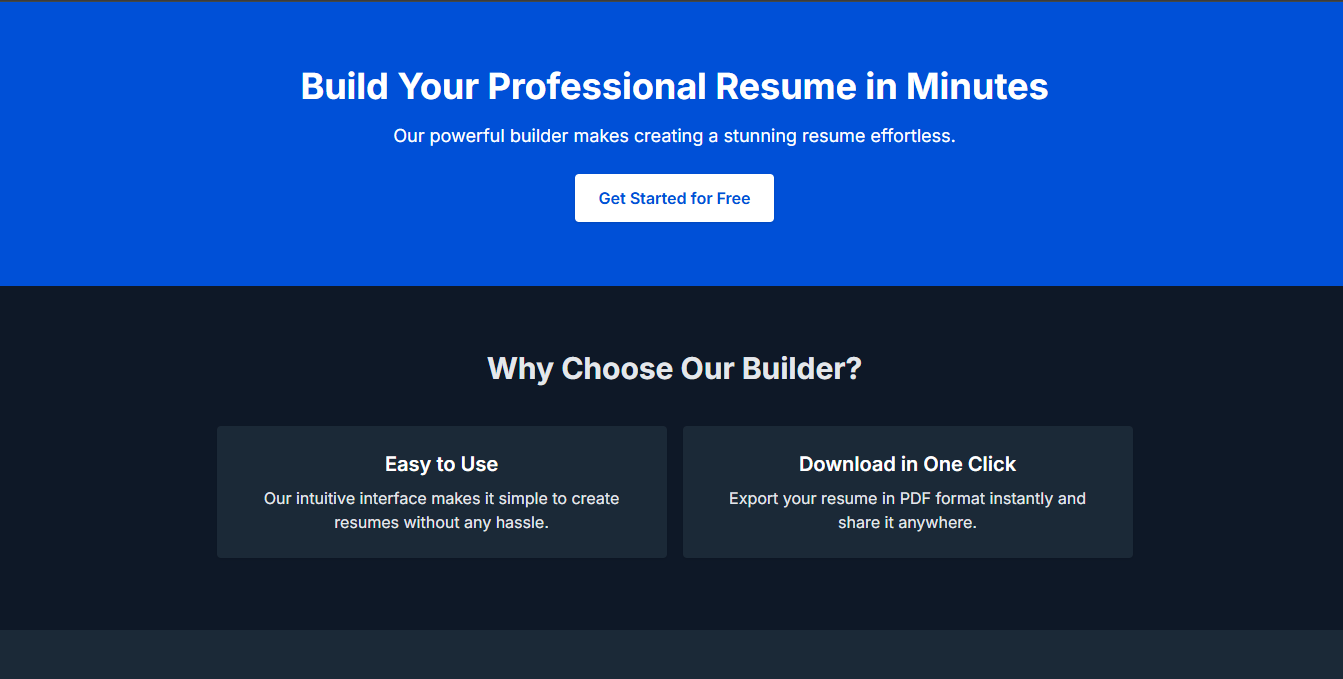 Build Your Professional Resume in Minutes
Our powerful builder makes creating a stunning resume effortless.
Get Started for Free
Why Choose Our Builder?
Easy to Use
Our intuitive interface makes it simple to create
resumes without any hassle.
Download in One Click
Export your resume in PDF format instantly and
share it anywhere.